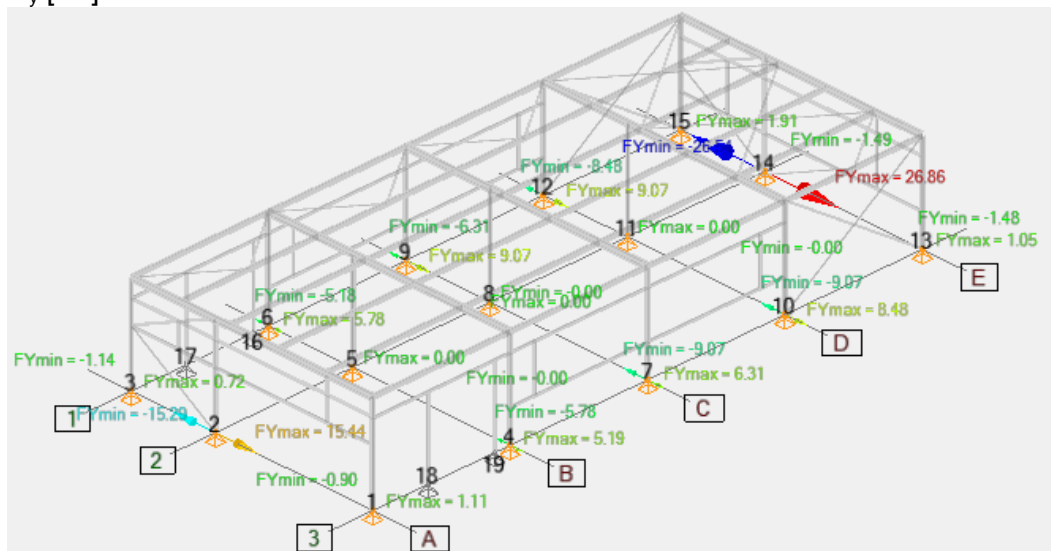 15
FYmax = 1.91
FYmin = -26.54
14
FYmin = -1.49
FYmax = 26.86
FYmin = -8.48
12
FYmax = 9.07
11
FYmax = 0.00
FYmin = -1.48
13
FYmax = 1.05
E
FYmin = -6.31
9
FYmax = 9.07
FYmin = -0.00
FYmin = -9.07
10
FYmax = 8.48
D
FYmin = -5.18
6
FYmax = 5.78
8
FYmin = -0.00
FYmax = 0.00
16
17
FYmin = -9.07
7
FYmax = 6.31
C
FYmin = -1.14
3
FYmax = 0.72
5
FYmax = 0.00
FYmin = -0.00
1
FYmin = -15.29
2
FYmax = 15.44
FYmin = -5.78
4
FYmax = 5.19
B
2
FYmin = -0.90
18
19
1
FYmax = 1.11
3
A